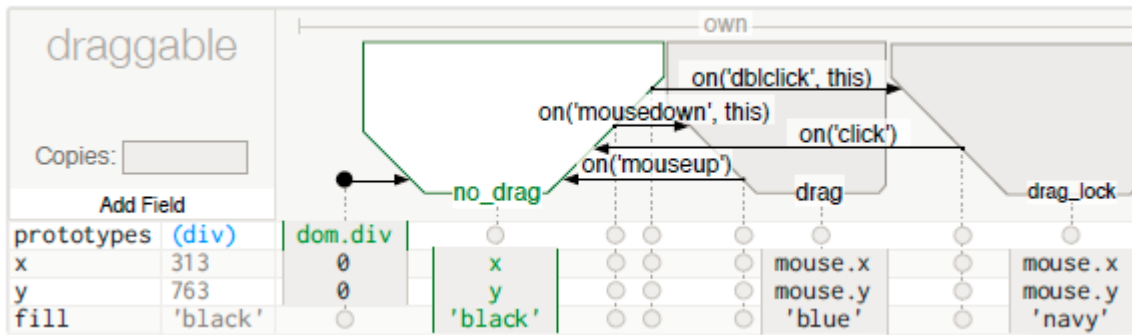 draggable
own
on('dblclick', this)
on('mousedown', this)
on('click')
Copies:
on('mouseup')
no_drag
drag
drag_lock
Add Field
prototypes (div) dom.div
x 313 0 x mouse.x mouse.x
y 763 0 y mouse.y mouse.y
fill 'black' 'black' 'blue' 'navy'